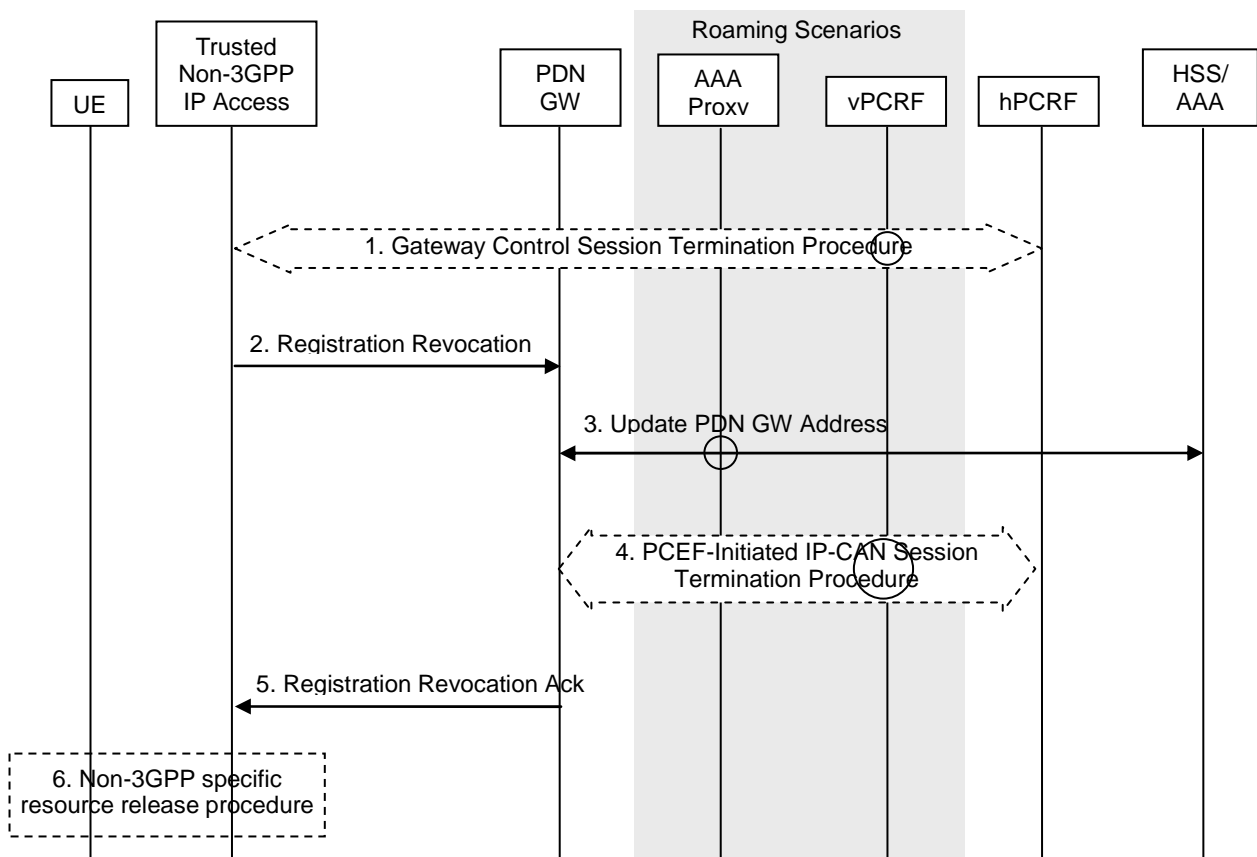 Roaming Scenarios
UE
Trusted
Non-3GPP
IP Access
PDN
GW
AAA
Proxv
vPCRF
hPCRF
HSS/
AAA
1. Gateway Control Session Termination Procedure
2. Registration Revocation
3. Update PDN GW Address
4. PCEF-Initiated IP-CAN Session
Termination Procedure
5. Registration Revocation Ack
6. Non-3GPP specific
resource release procedure